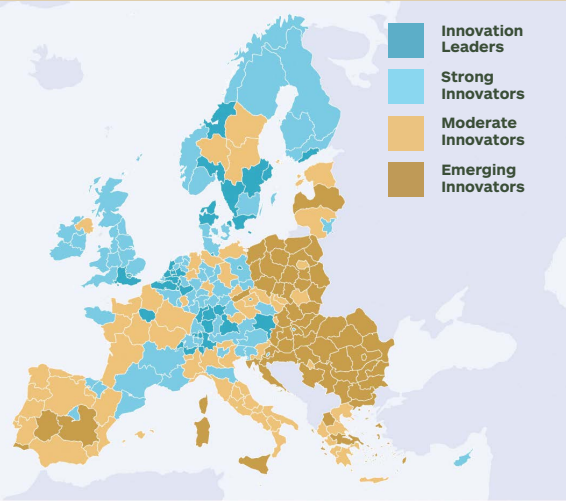 Innovation
Leaders
Strong
Innovators
Moderate
Innovators
Emerging
Innovators